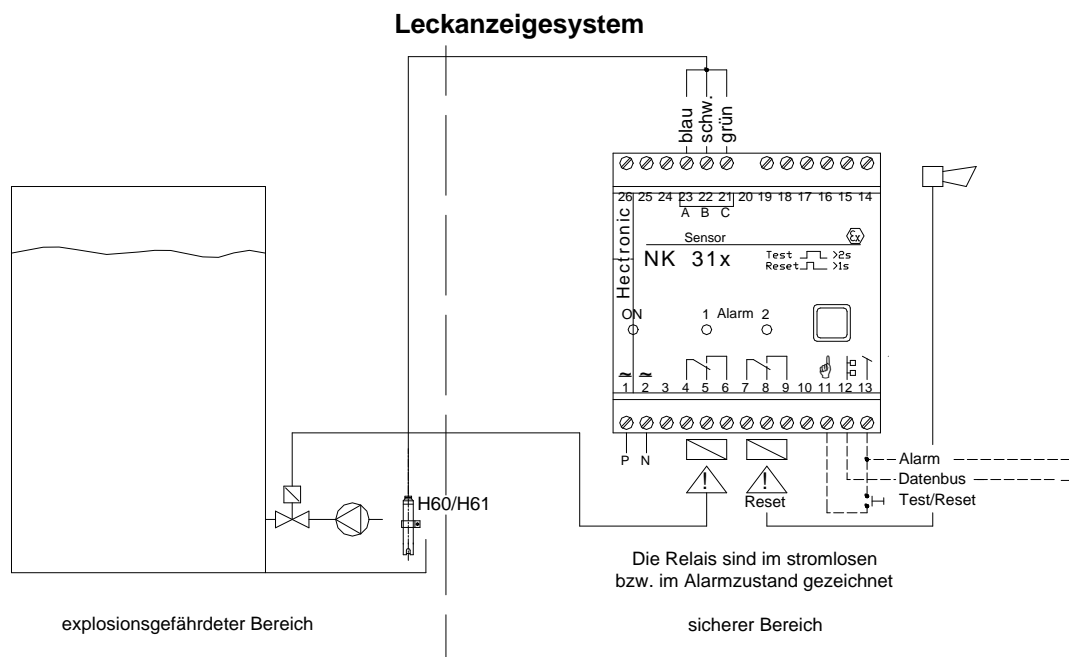 Leckanzeigesystem
blau
schw.
grün
26 25 24 23 22 21 20 19 18 17 16 15 14
A B C
Hectronic
Sensor
Ex
NK 31x
Test >2s
Reset >1s
ON
1 Alarm 2
1 2 3 4 5 6 7 8 9 10 11 12 13
P N
Alarm
Datenbus
Test/Reset
Reset
H60/H61
Die Relais sind im stromlosen
bzw. im Alarmzustand gezeichnet
explosionsgefährdeter Bereich
sicherer Bereich